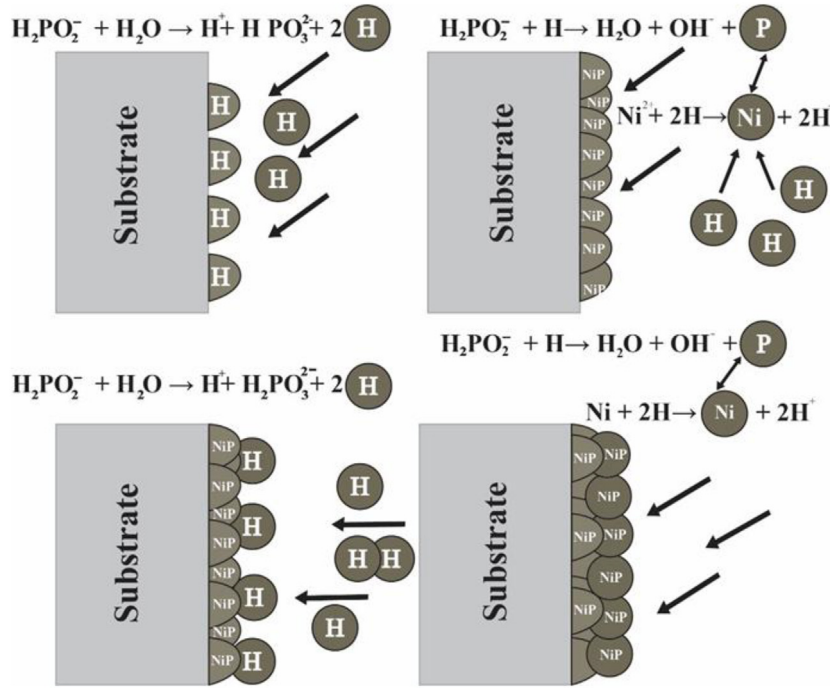 H₂PO₂⁻ + H₂O → H⁺+ H PO₃²⁻+ 2 H
Substrate
H
H
H
H
H
H
H₂PO₂⁻ + H→ H₂O + OH⁻ + P
Ni²⁺+ 2H→ Ni + 2H
Substrate
NiP
NiP
NiP
NiP
NiP
NiP
NiP
NiP
H
H
H
H₂PO₂⁻ + H₂O → H⁺+ H₂PO₃²⁻+ 2 H
Substrate
NiP
NiP
NiP
NiP
NiP
NiP
NiP
NiP
H
H
H
H
H
H H
H
H₂PO₂⁻ + H→ H₂O + OH⁻ + P
Ni + 2H→ Ni + 2H⁺
Substrate
NiP NiP
NiP
NiP NiP
NiP
NiP NiP
NiP